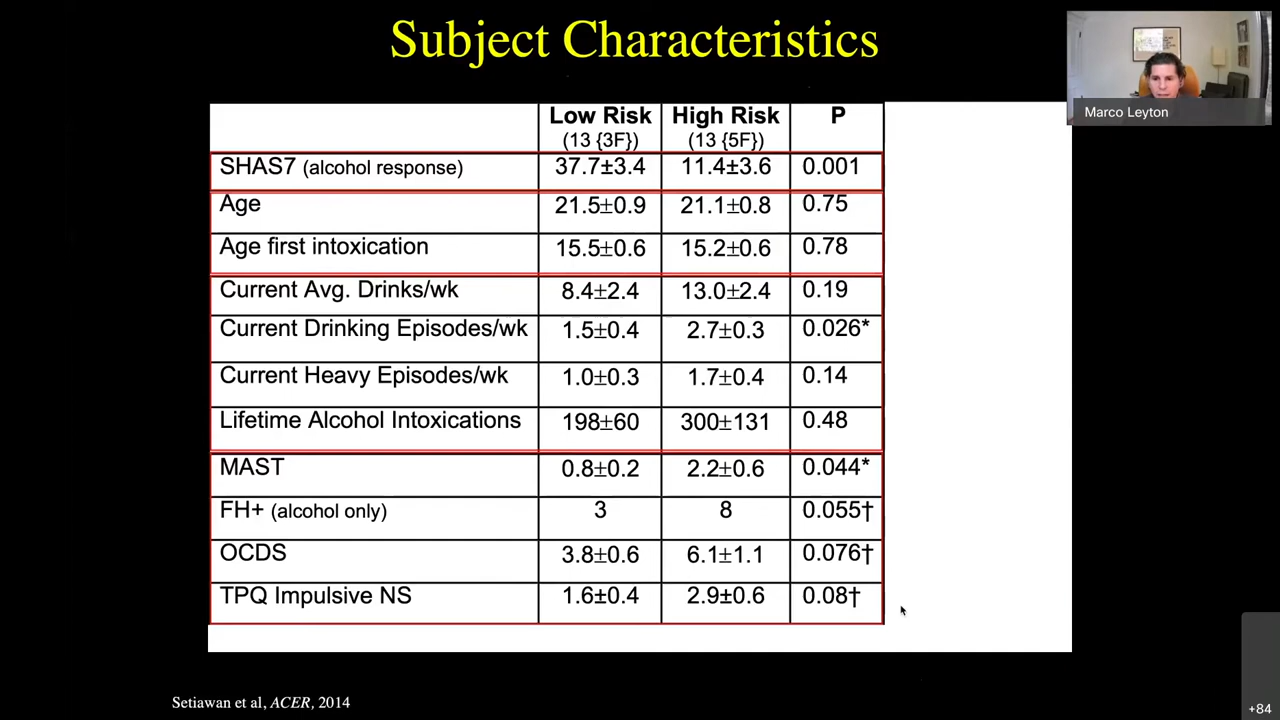 Subject Characteristics
Marco Leyton
Low Risk High Risk P
(13 {3F}) (13 {5F})
SHAS7 (alcohol response) 37.7±3.4 11.4±3.6 0.001
Age 21.5±0.9 21.1±0.8 0.75
Age first intoxication 15.5±0.6 15.2±0.6 0.78
Current Avg. Drinks/wk 8.4±2.4 13.0±2.4 0.19
Current Drinking Episodes/wk 1.5±0.4 2.7±0.3 0.026*
Current Heavy Episodes/wk 1.0±0.3 1.7±0.4 0.14
Lifetime Alcohol Intoxications 198±60 300±131 0.48
MAST 0.8±0.2 2.2±0.6 0.044*
FH+ (alcohol only) 3 8 0.055†
OCDS 3.8±0.6 6.1±1.1 0.076†
TPQ Impulsive NS 1.6±0.4 2.9±0.6 0.08†
Setiawan et al, ACER, 2014
+84